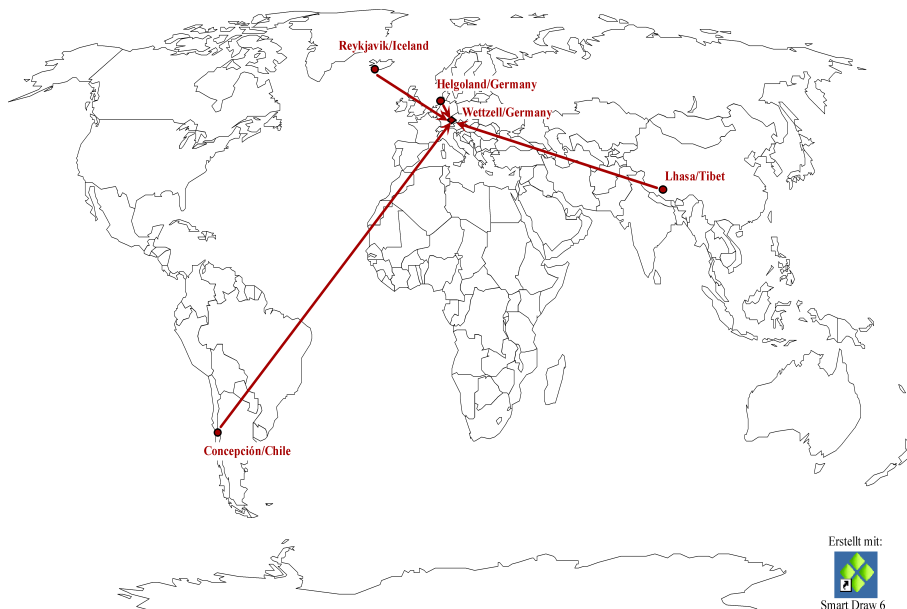 Reykjavik/Iceland
Helgoland/Germany
Wettzell/Germany
Lhasa/Tibet
Concepción/Chile
Erstellt mit:
Smart Draw 6